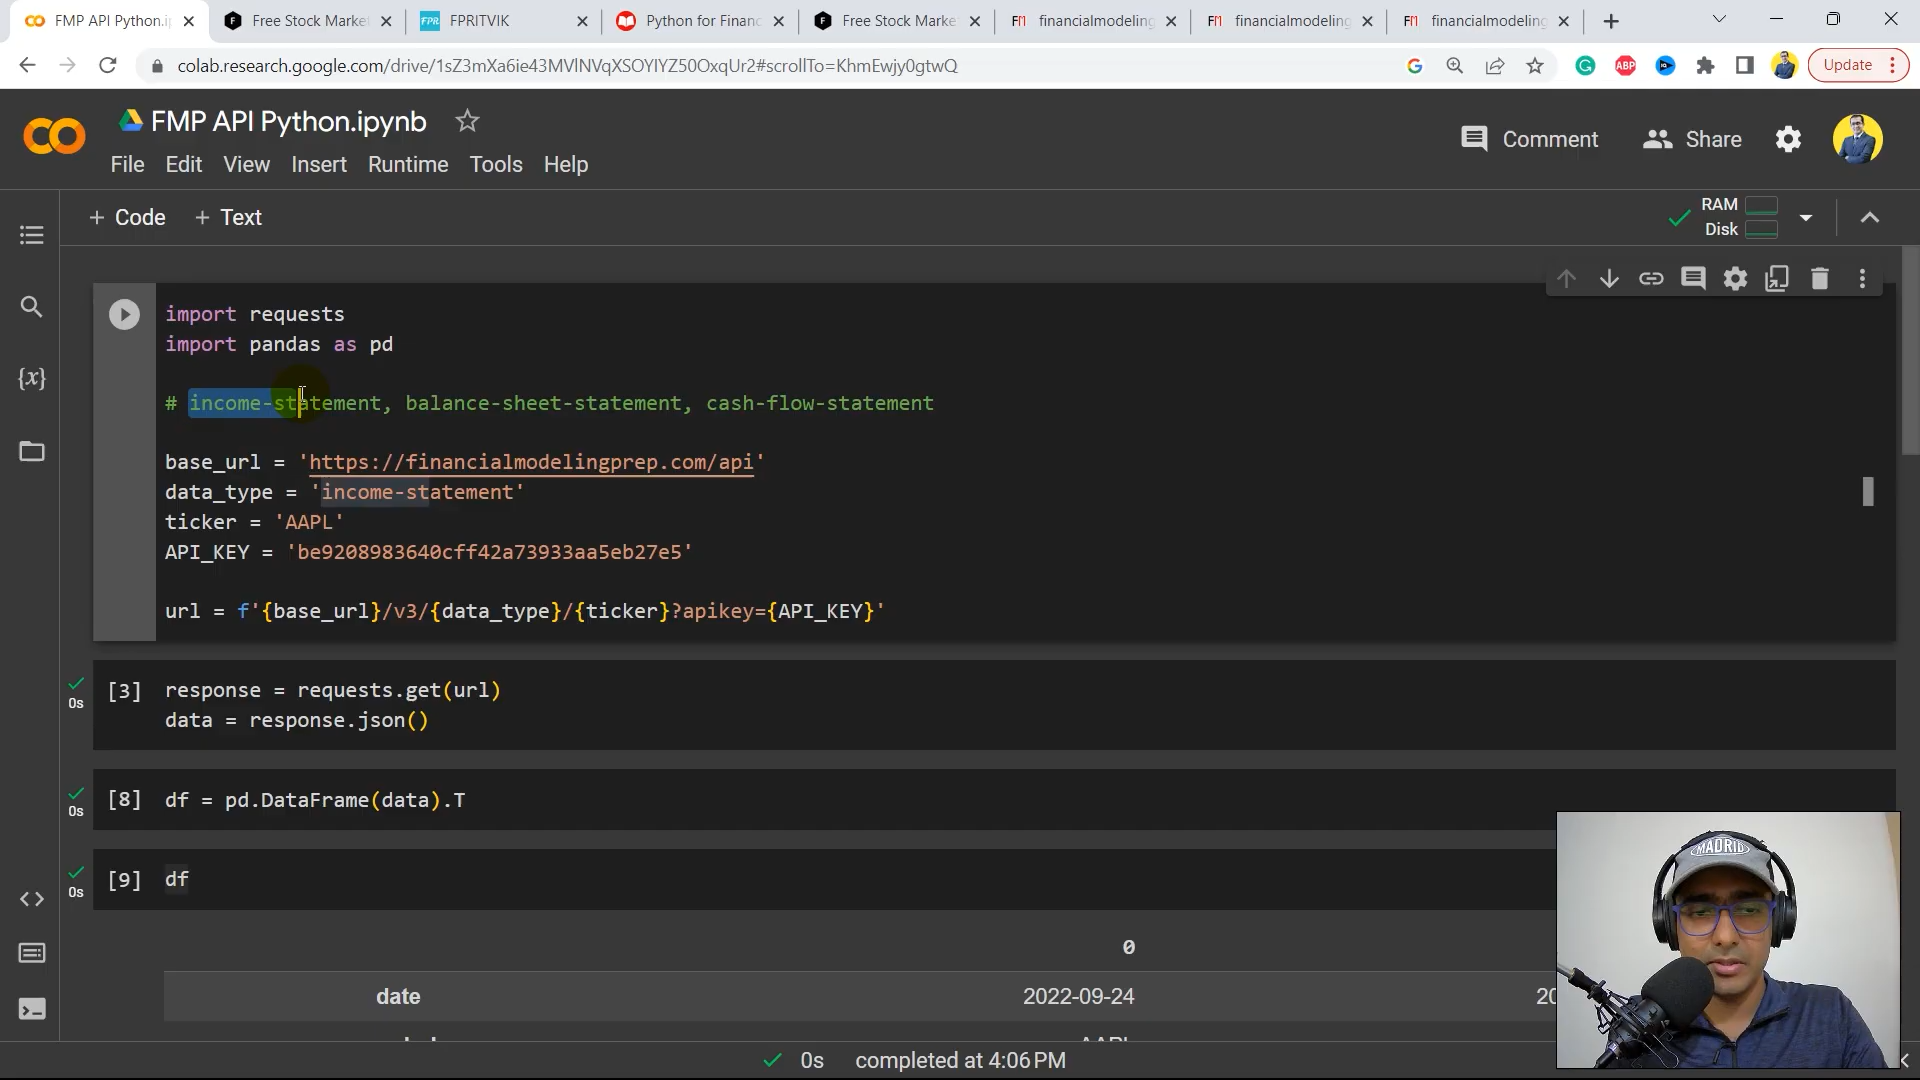 FMP API Python.i
Free Stock Marke
FPRITVIK
Python for Financ
Free Stock Marke
financialmodeling
financialmodeling
financialmodeling
colab.research.google.com/drive/1sZ3mXa6ie43MVlNVqXSOYIYZ50OxqUr2#scrollTo=KhmEwjy0gtwQ
ABP
Update
FMP API Python.ipynb
Comment
Share
File Edit View Insert Runtime Tools Help
+ Code + Text
RAM
Disk
import requests
import pandas as pd
# income-statement, balance-sheet-statement, cash-flow-statement
base_url = 'https://financialmodelingprep.com/api'
data_type = 'income-statement'
ticker = 'AAPL'
API_KEY = 'be9208983640cff42a73933aa5eb27e5'
url = f'{base_url}/v3/{data_type}/{ticker}?apikey={API_KEY}'
0s
[3] response = requests.get(url)
data = response.json()
0s
[8] df = pd.DataFrame(data).T
0s
[9] df
0
date 2022-09-24 20
MADRID
0s completed at 4:06 PM